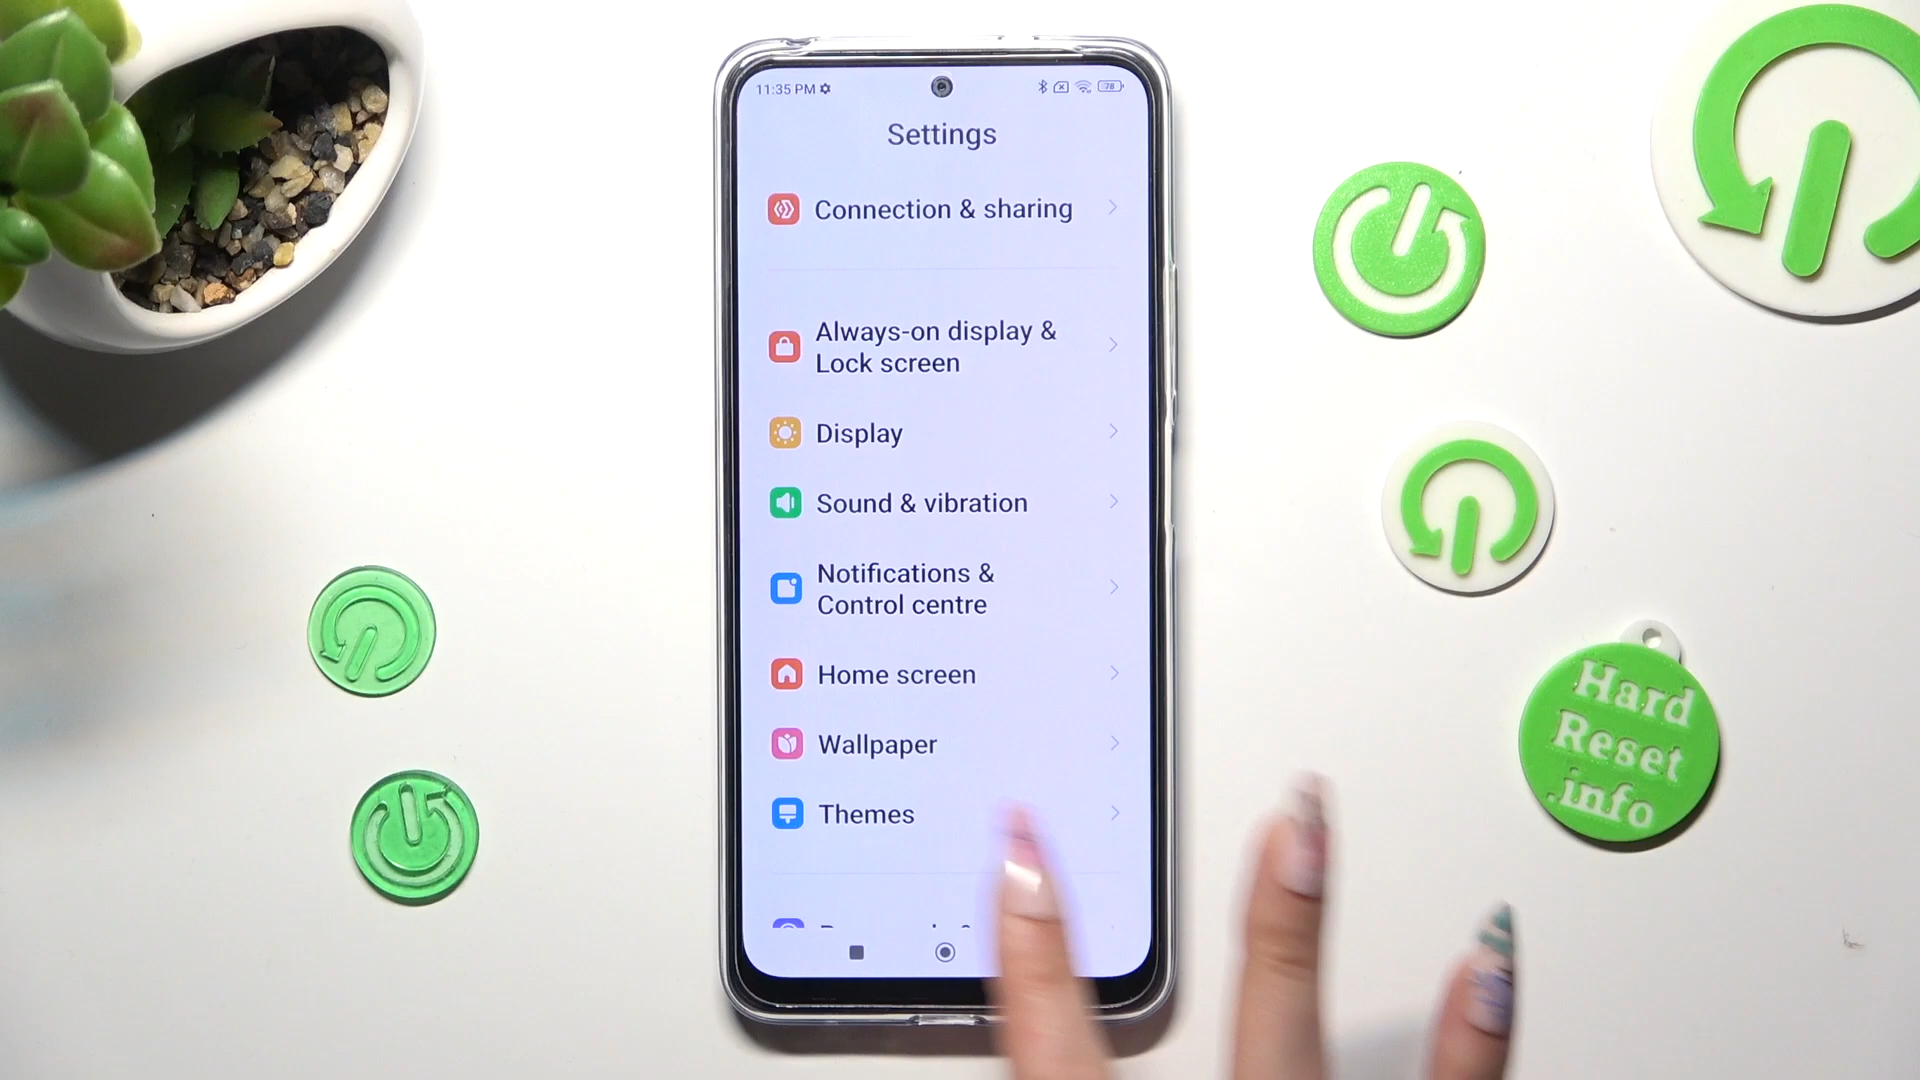 11:35 PM
78
Settings
Connection & sharing
Always-on display &
Lock screen
Display
Sound & vibration
Notifications &
Control centre
Home screen
Wallpaper
Themes
Hard
Reset
.info